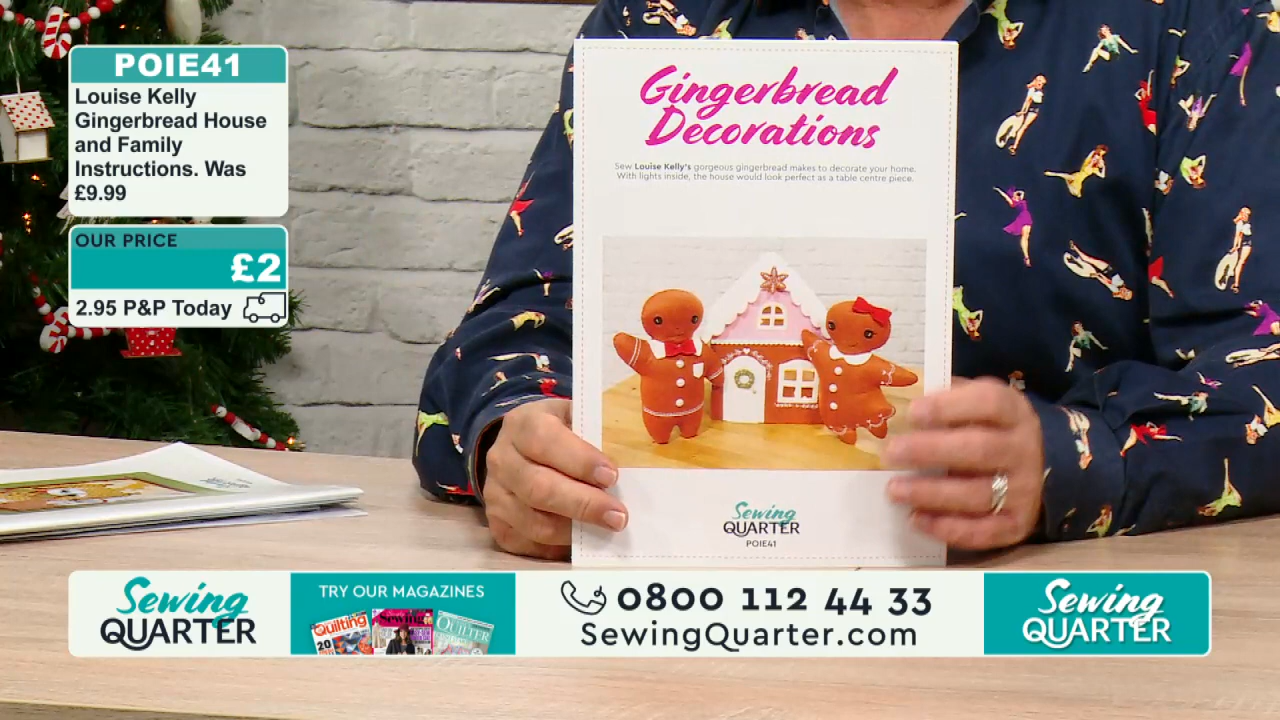 POIE41
Louise Kelly
Gingerbread House
and Family
Instructions. Was
£9.99
OUR PRICE
£2
2.95 P&P Today
Gingerbread
Decorations
Sew Louise Kelly's gorgeous gingerbread makes to decorate your home.
With lights inside, the house would look perfect as a table centre piece.
Sewing
QUARTER
POIE41
Sewing
QUARTER
TRY OUR MAGAZINES
Quilting
20
Sewing
QUILTER
0800 112 44 33
SewingQuarter.com
Sewing
QUARTER